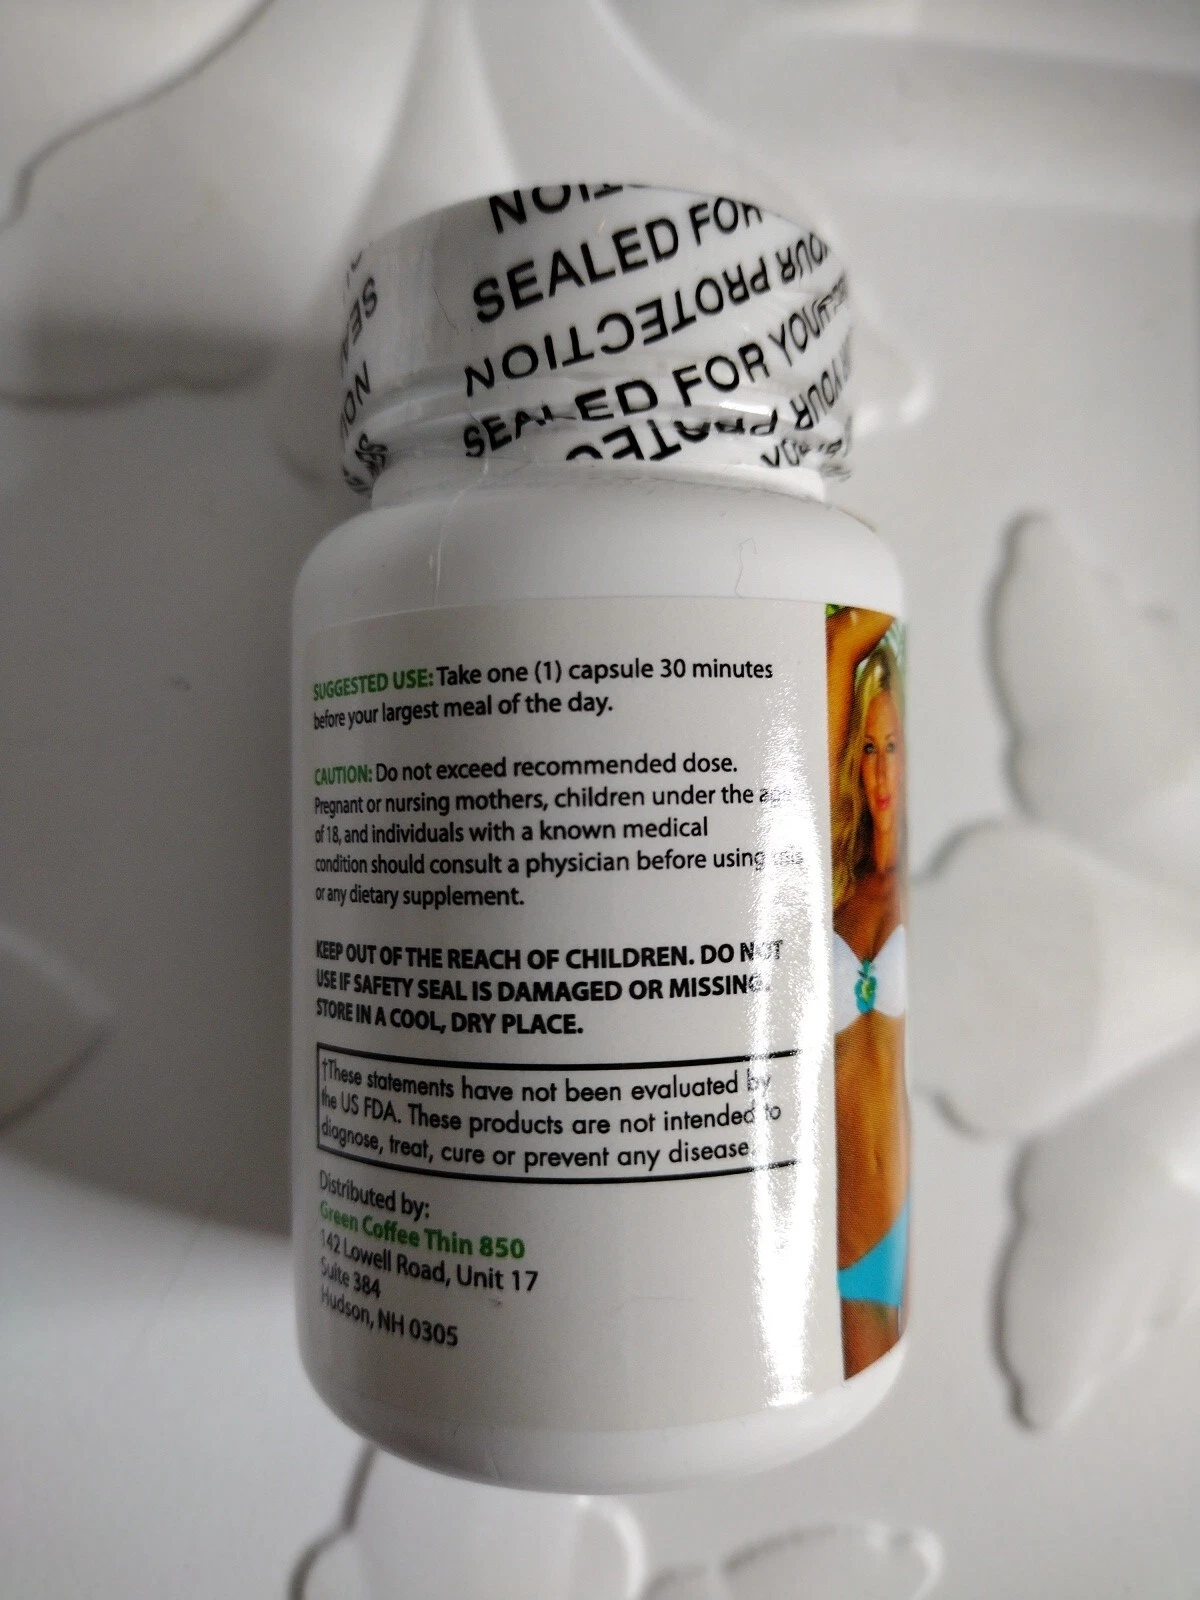 NOIT
SEALED FOR
YOUR PROTECTION
SEALED FOR YOUR
YOUR PROTEC
SUGGESTED USE: Take one (1) capsule 30 minutes
before your largest meal of the day.
CAUTION: Do not exceed recommended dose.
Pregnant or nursing mothers, children under the age
of 18, and individuals with a known medical
condition should consult a physician before using this
or any dietary supplement.
KEEP OUT OF THE REACH OF CHILDREN. DO NOT
USE IF SAFETY SEAL IS DAMAGED OR MISSING.
STORE IN A COOL, DRY PLACE.
†These statements have not been evaluated by
the US FDA. These products are not intended to
diagnose, treat, cure or prevent any disease.
Distributed by:
Green Coffee Thin 850
142 Lowell Road, Unit 17
Suite 384
Hudson, NH 0305